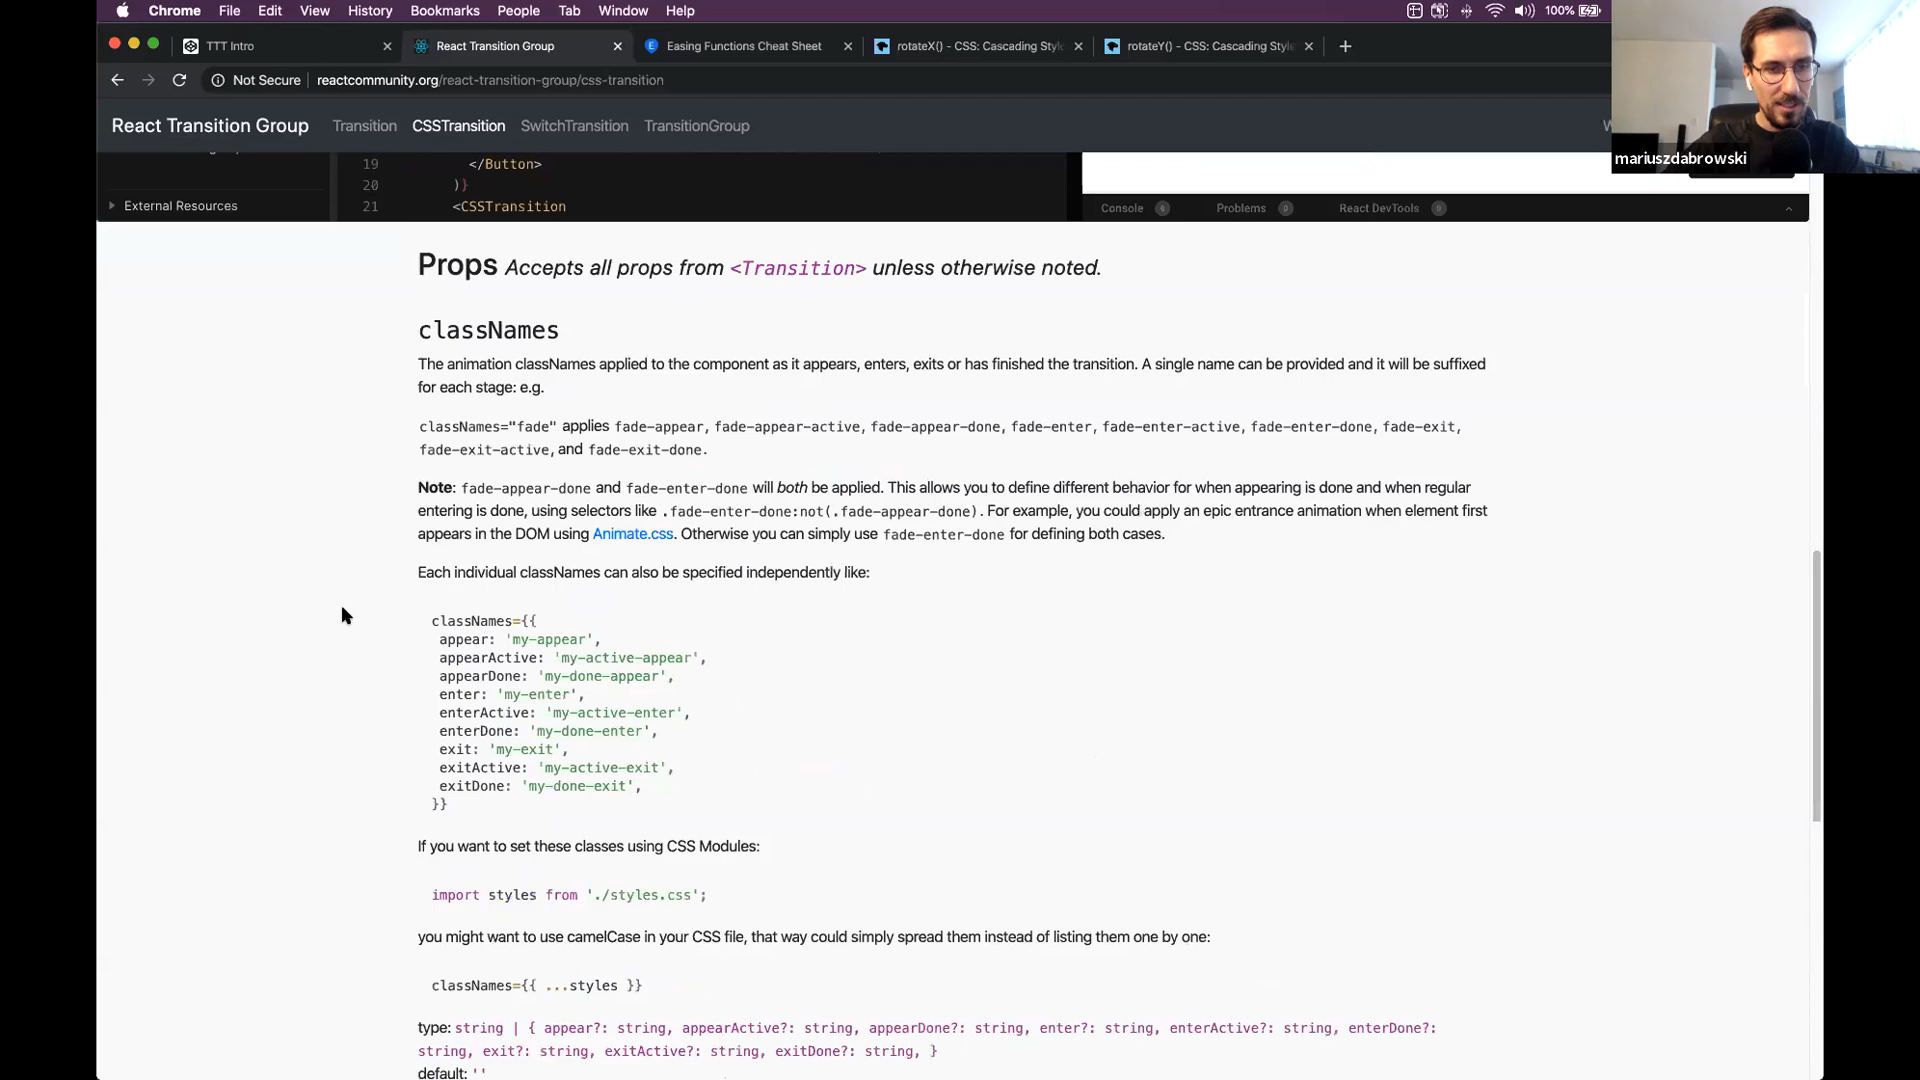 Chrome File Edit View History Bookmarks People Tab Window Help 100%
TTT Intro React Transition Group Easing Functions Cheat Sheet rotateX() - CSS: Cascading Style rotateY() - CSS: Cascading Style
Not Secure reactcommunity.org/react-transition-group/css-transition
React Transition Group Transition CSSTransition SwitchTransition TransitionGroup
mariuszdabrowski
19 </Button>
20 )}
21 <CSSTransition
External Resources
Console Problems React DevTools
Props Accepts all props from <Transition> unless otherwise noted.
classNames
The animation classNames applied to the component as it appears, enters, exits or has finished the transition. A single name can be provided and it will be suffixed
for each stage: e.g.
classNames="fade" applies fade-appear, fade-appear-active, fade-appear-done, fade-enter, fade-enter-active, fade-enter-done, fade-exit,
fade-exit-active, and fade-exit-done.
Note: fade-appear-done and fade-enter-done will both be applied. This allows you to define different behavior for when appearing is done and when regular
entering is done, using selectors like .fade-enter-done:not(.fade-appear-done). For example, you could apply an epic entrance animation when element first
appears in the DOM using Animate.css. Otherwise you can simply use fade-enter-done for defining both cases.
Each individual classNames can also be specified independently like:
classNames={{
appear: 'my-appear',
appearActive: 'my-active-appear',
appearDone: 'my-done-appear',
enter: 'my-enter',
enterActive: 'my-active-enter',
enterDone: 'my-done-enter',
exit: 'my-exit',
exitActive: 'my-active-exit',
exitDone: 'my-done-exit',
}}
If you want to set these classes using CSS Modules:
import styles from './styles.css';
you might want to use camelCase in your CSS file, that way could simply spread them instead of listing them one by one:
classNames={{ ...styles }}
type: string | { appear?: string, appearActive?: string, appearDone?: string, enter?: string, enterActive?: string, enterDone?:
string, exit?: string, exitActive?: string, exitDone?: string, }
default: ''